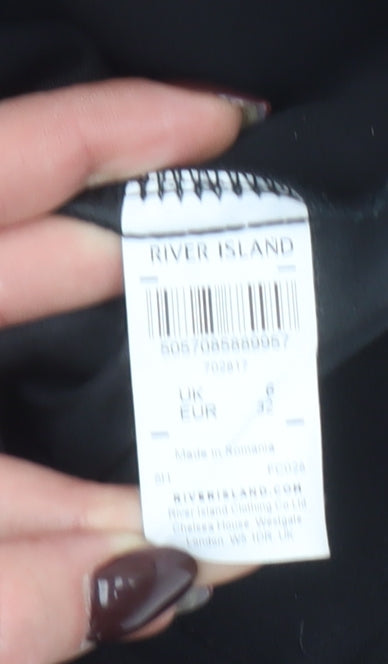 RIVER ISLAND
5057085889957
702817
UK 6
EUR 32
Made in Romania
RIVERISLAND.COM
River Island Clothing Co Ltd
Chelsea House, Westgate
London, W5 1DR, UK